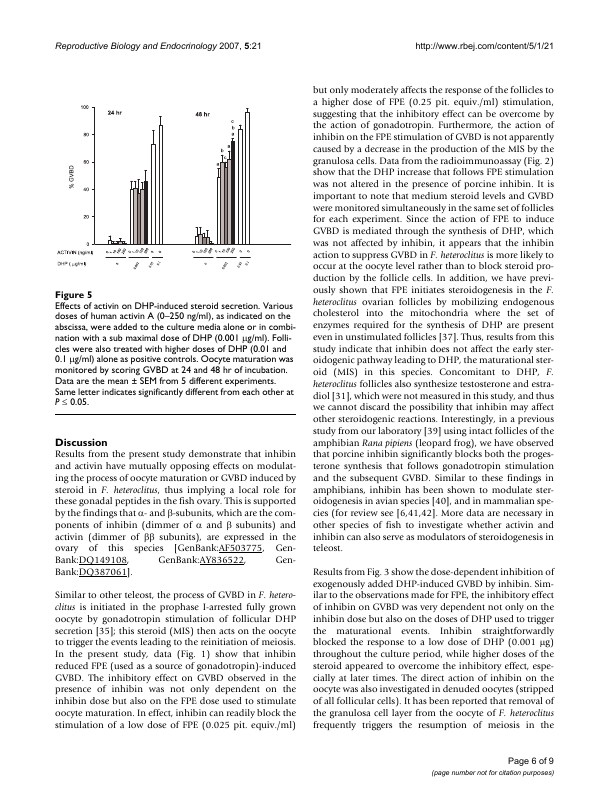 Reproductive Biology and Endocrinology 2007, 5:21
http://www.rbej.com/content/5/1/21
100
80
60
40
20
0
% GVBD
24 hr
48 hr
ACTIVIN (ng/ml)
DHP (µg/ml)
Figure 5
Effects of activin on DHP-induced steroid secretion. Various
doses of human activin A (0–250 ng/ml), as indicated on the
abscissa, were added to the culture media alone or in combi-
nation with a sub maximal dose of DHP (0.001 µg/ml). Folli-
cles were also treated with higher doses of DHP (0.01 and
0.1 µg/ml) alone as positive controls. Oocyte maturation was
monitored by scoring GVBD at 24 and 48 hr of incubation.
Data are the mean ± SEM from 5 different experiments.
Same letter indicates significantly different from each other at
P ≤ 0.05.
Discussion
Results from the present study demonstrate that inhibin
and activin have mutually opposing effects on modulat-
ing the process of oocyte maturation or GVBD induced by
steroid in F. heteroclitus, thus implying a local role for
these gonadal peptides in the fish ovary. This is supported
by the findings that α- and β-subunits, which are the com-
ponents of inhibin (dimmer of α and β subunits) and
activin (dimmer of ββ subunits), are expressed in the
ovary of this species [GenBank:AF503775, Gen-
Bank:DQ149108, GenBank:AY836522, Gen-
Bank:DQ387061].
Similar to other teleost, the process of GVBD in F. hetero-
clitus is initiated in the prophase I-arrested fully grown
oocyte by gonadotropin stimulation of follicular DHP
secretion [35]; this steroid (MIS) then acts on the oocyte
to trigger the events leading to the reinitiation of meiosis.
In the present study, data (Fig. 1) show that inhibin
reduced FPE (used as a source of gonadotropin)-induced
GVBD. The inhibitory effect on GVBD observed in the
presence of inhibin was not only dependent on the
inhibin dose but also on the FPE dose used to stimulate
oocyte maturation. In effect, inhibin can readily block the
stimulation of a low dose of FPE (0.025 pit. equiv./ml)
but only moderately affects the response of the follicles to
a higher dose of FPE (0.25 pit. equiv./ml) stimulation,
suggesting that the inhibitory effect can be overcome by
the action of gonadotropin. Furthermore, the action of
inhibin on the FPE stimulation of GVBD is not apparently
caused by a decrease in the production of the MIS by the
granulosa cells. Data from the radioimmunoassay (Fig. 2)
show that the DHP increase that follows FPE stimulation
was not altered in the presence of porcine inhibin. It is
important to note that medium steroid levels and GVBD
were monitored simultaneously in the same set of follicles
for each experiment. Since the action of FPE to induce
GVBD is mediated through the synthesis of DHP, which
was not affected by inhibin, it appears that the inhibin
action to suppress GVBD in F. heteroclitus is more likely to
occur at the oocyte level rather than to block steroid pro-
duction by the follicle cells. In addition, we have previ-
ously shown that FPE initiates steroidogenesis in the F.
heteroclitus ovarian follicles by mobilizing endogenous
cholesterol into the mitochondria where the set of
enzymes required for the synthesis of DHP are present
even in unstimulated follicles [37]. Thus, results from this
study indicate that inhibin does not affect the early ster-
oidogenic pathway leading to DHP, the maturational ster-
oid (MIS) in this species. Concomitant to DHP, F.
heteroclitus follicles also synthesize testosterone and estra-
diol [31], which were not measured in this study, and thus
we cannot discard the possibility that inhibin may affect
other steroidogenic reactions. Interestingly, in a previous
study from our laboratory [39] using intact follicles of the
amphibian Rana pipiens (leopard frog), we have observed
that porcine inhibin significantly blocks both the proges-
terone synthesis that follows gonadotropin stimulation
and the subsequent GVBD. Similar to these findings in
amphibians, inhibin has been shown to modulate ster-
oidogenesis in avian species [40], and in mammalian spe-
cies (for review see [6,41,42]. More data are necessary in
other species of fish to investigate whether activin and
inhibin can also serve as modulators of steroidogenesis in
teleost.
Results from Fig. 3 show the dose-dependent inhibition of
exogenously added DHP-induced GVBD by inhibin. Sim-
ilar to the observations made for FPE, the inhibitory effect
of inhibin on GVBD was very dependent not only on the
inhibin dose but also on the doses of DHP used to trigger
the maturational events. Inhibin straightforwardly
blocked the response to a low dose of DHP (0.001 µg)
throughout the culture period, while higher doses of the
steroid appeared to overcome the inhibitory effect, espe-
cially at later times. The direct action of inhibin on the
oocyte was also investigated in denuded oocytes (stripped
of all follicular cells). It has been reported that removal of
the granulosa cell layer from the oocyte of F. heteroclitus
frequently triggers the resumption of meiosis in the
Page 6 of 9
(page number not for citation purposes)